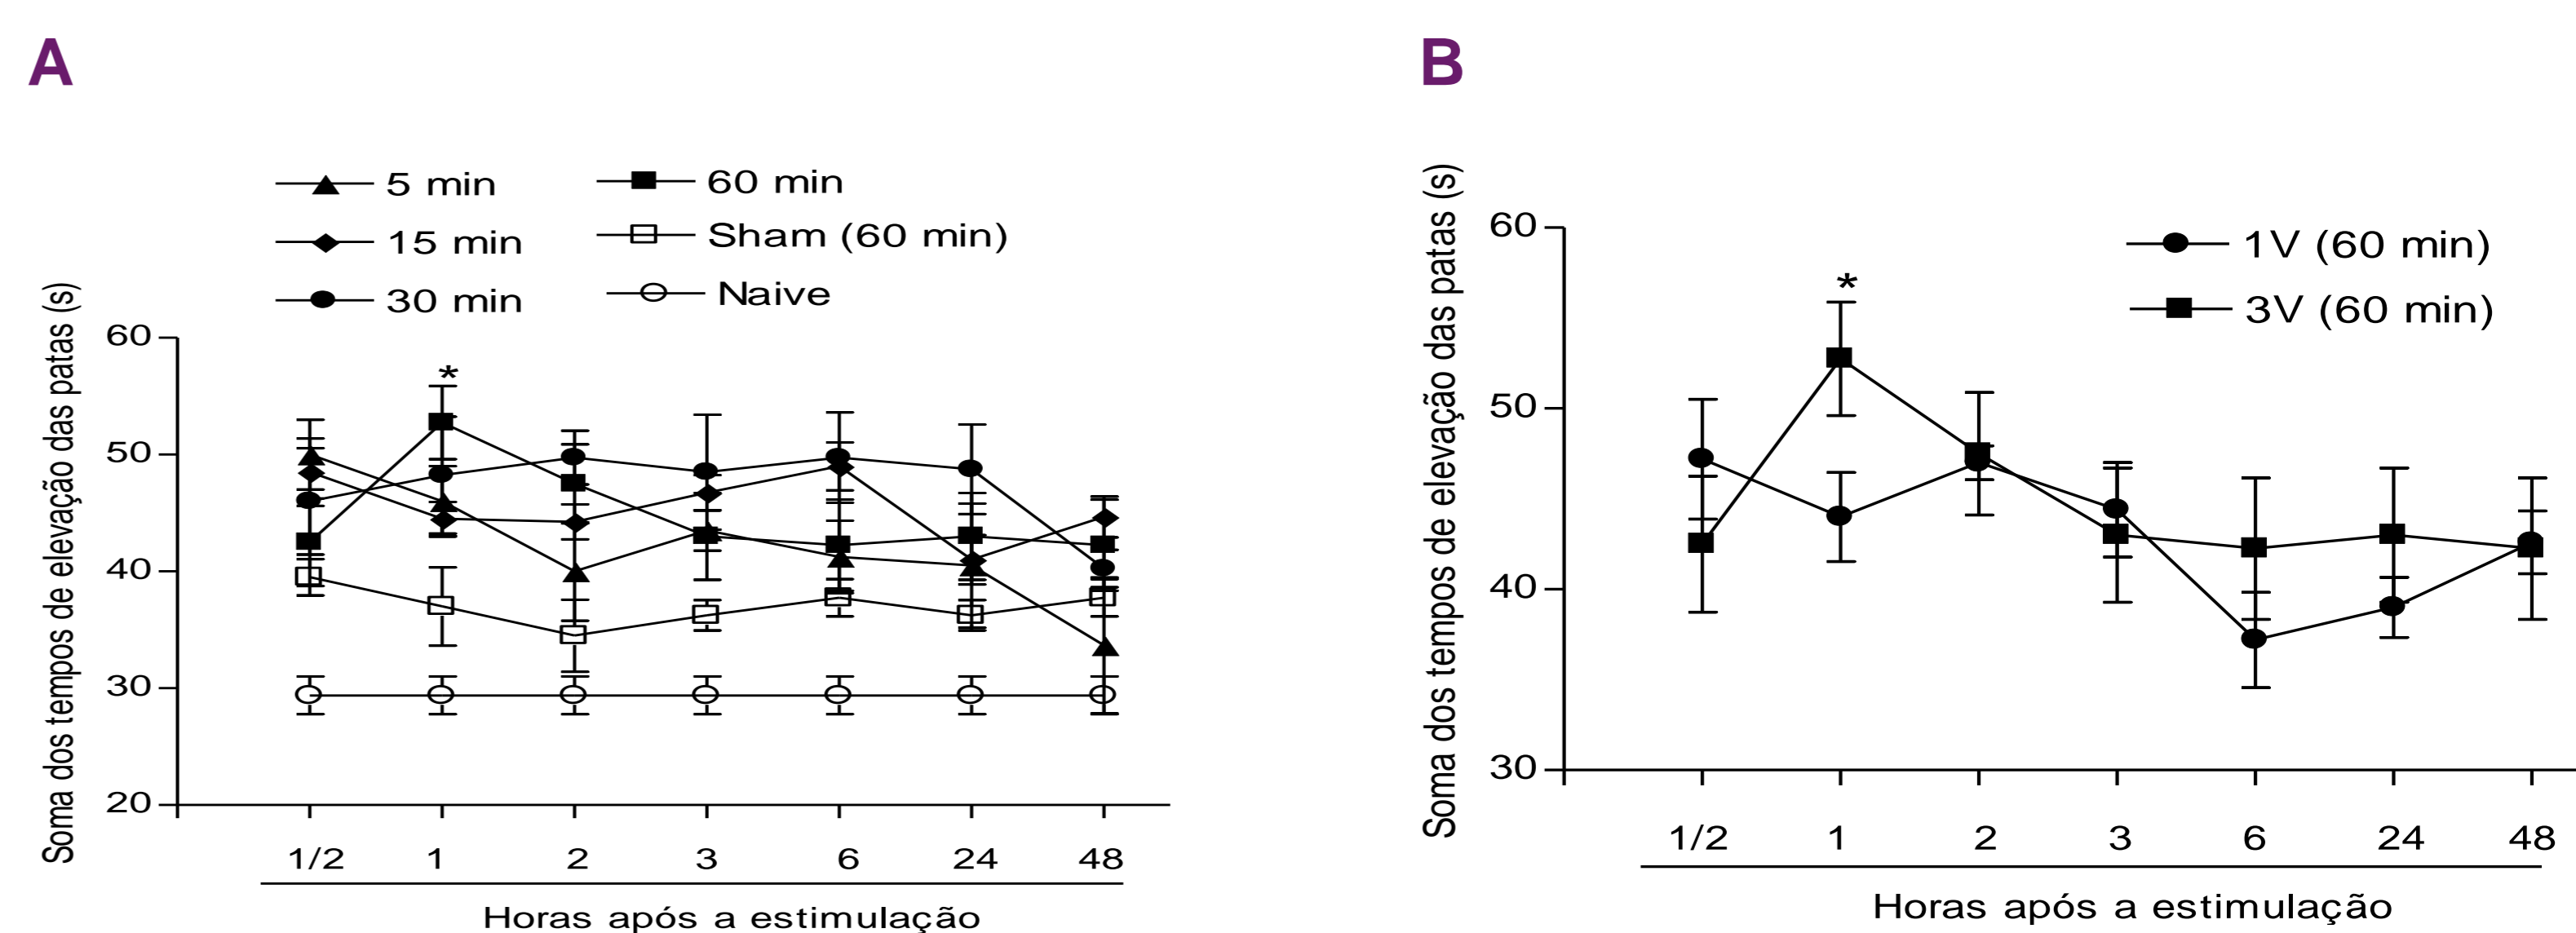 A
5 min
15 min
30 min
60 min
Sham (60 min)
Naive
Soma dos tempos de elevação das patas (s)
60
50
40
30
20
*
1/2 1 2 3 6 24 48
Horas após a estimulação
B
1V (60 min)
3V (60 min)
Soma dos tempos de elevação das patas (s)
60
50
40
30
*
1/2 1 2 3 6 24 48
Horas após a estimulação